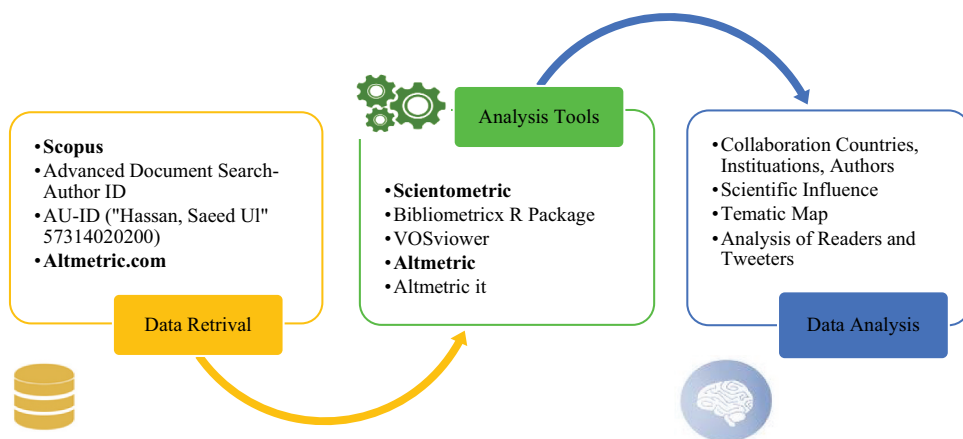 •Scopus
•Advanced Document Search-
Author ID
•AU-ID ("Hassan, Saeed Ul"
57314020200)
•Altmetric.com
Data Retrival
Analysis Tools
•Scientometric
•Bibliometricx R Package
•VOSviower
•Altmetric
•Altmetric it
•Collaboration Countries,
Instituations, Authors
•Scientific Influence
•Tematic Map
•Analysis of Readers and
Tweeters
Data Analysis